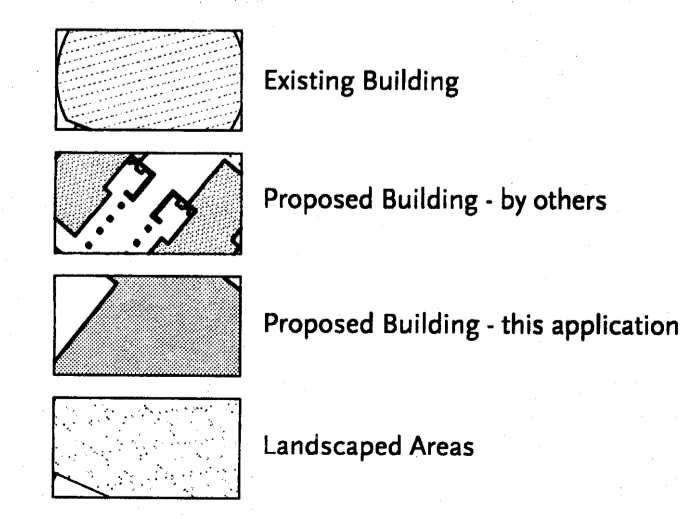 Existing Building
Proposed Building - by others
Proposed Building - this application
Landscaped Areas